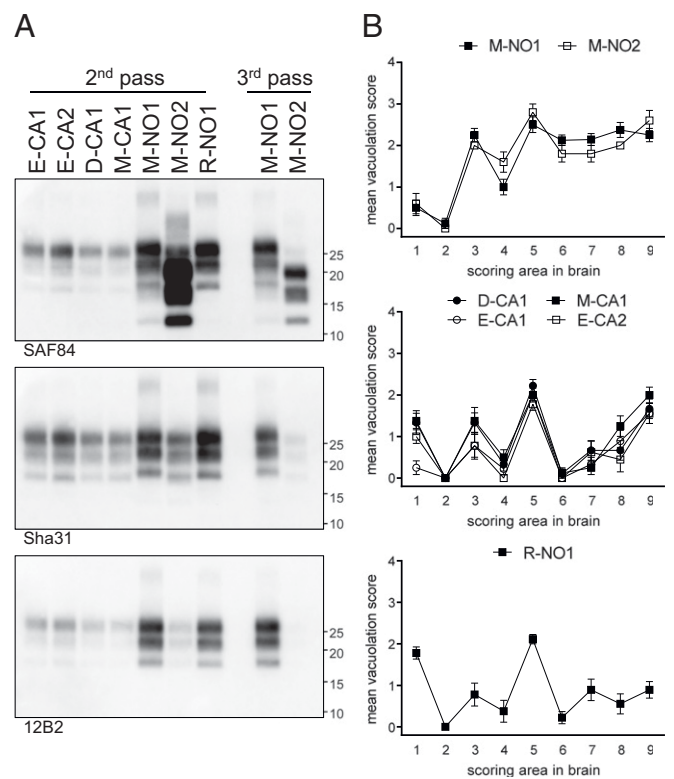 A
2nd pass 3rd pass
E-CA1 E-CA2 D-CA1 M-CA1 M-NO1 M-NO2 R-NO1 M-NO1 M-NO2
25
20
15
10
SAF84
25
20
15
10
Sha31
25
20
15
10
12B2
B
M-NO1 M-NO2
mean vacuolation score
4
3
2
1
0
1 2 3 4 5 6 7 8 9
scoring area in brain
D-CA1 M-CA1
E-CA1 E-CA2
mean vacuolation score
4
3
2
1
0
1 2 3 4 5 6 7 8 9
scoring area in brain
R-NO1
mean vacuolation score
4
3
2
1
0
1 2 3 4 5 6 7 8 9
scoring area in brain